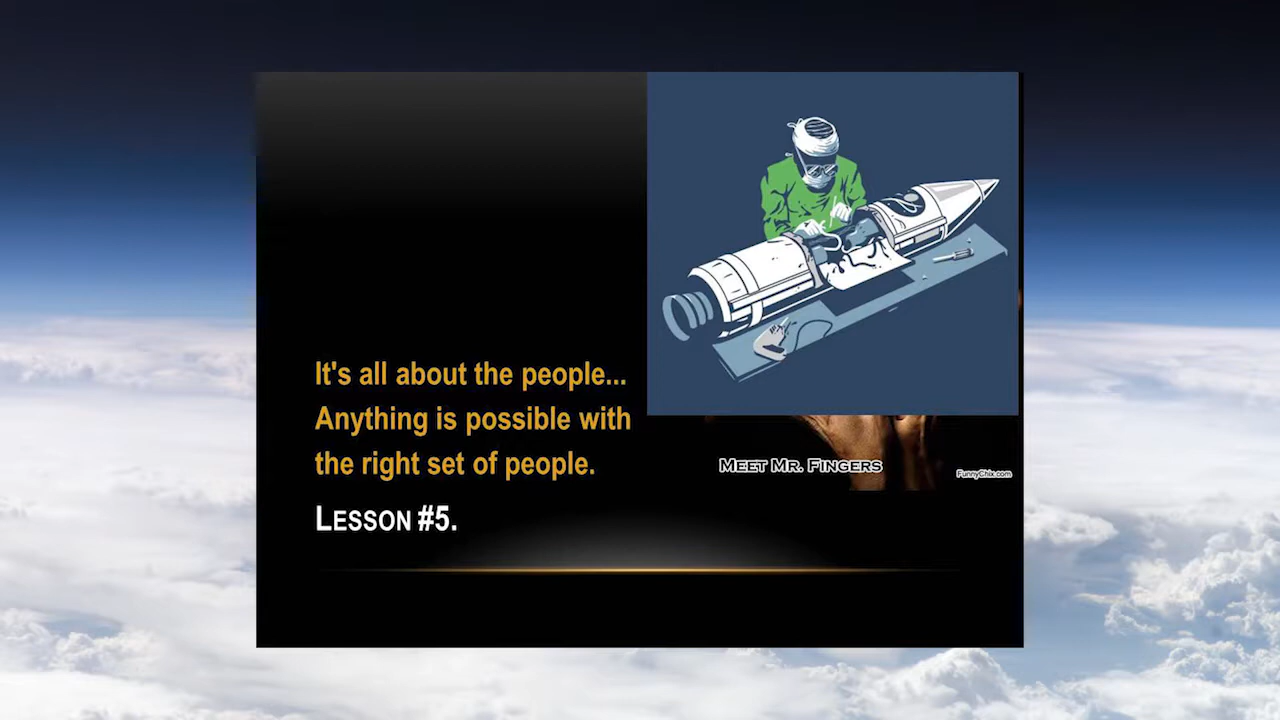 It's all about the people...
Anything is possible with
the right set of people.
LESSON #5.
MEET MR. FINGERS
FunnyChix.com